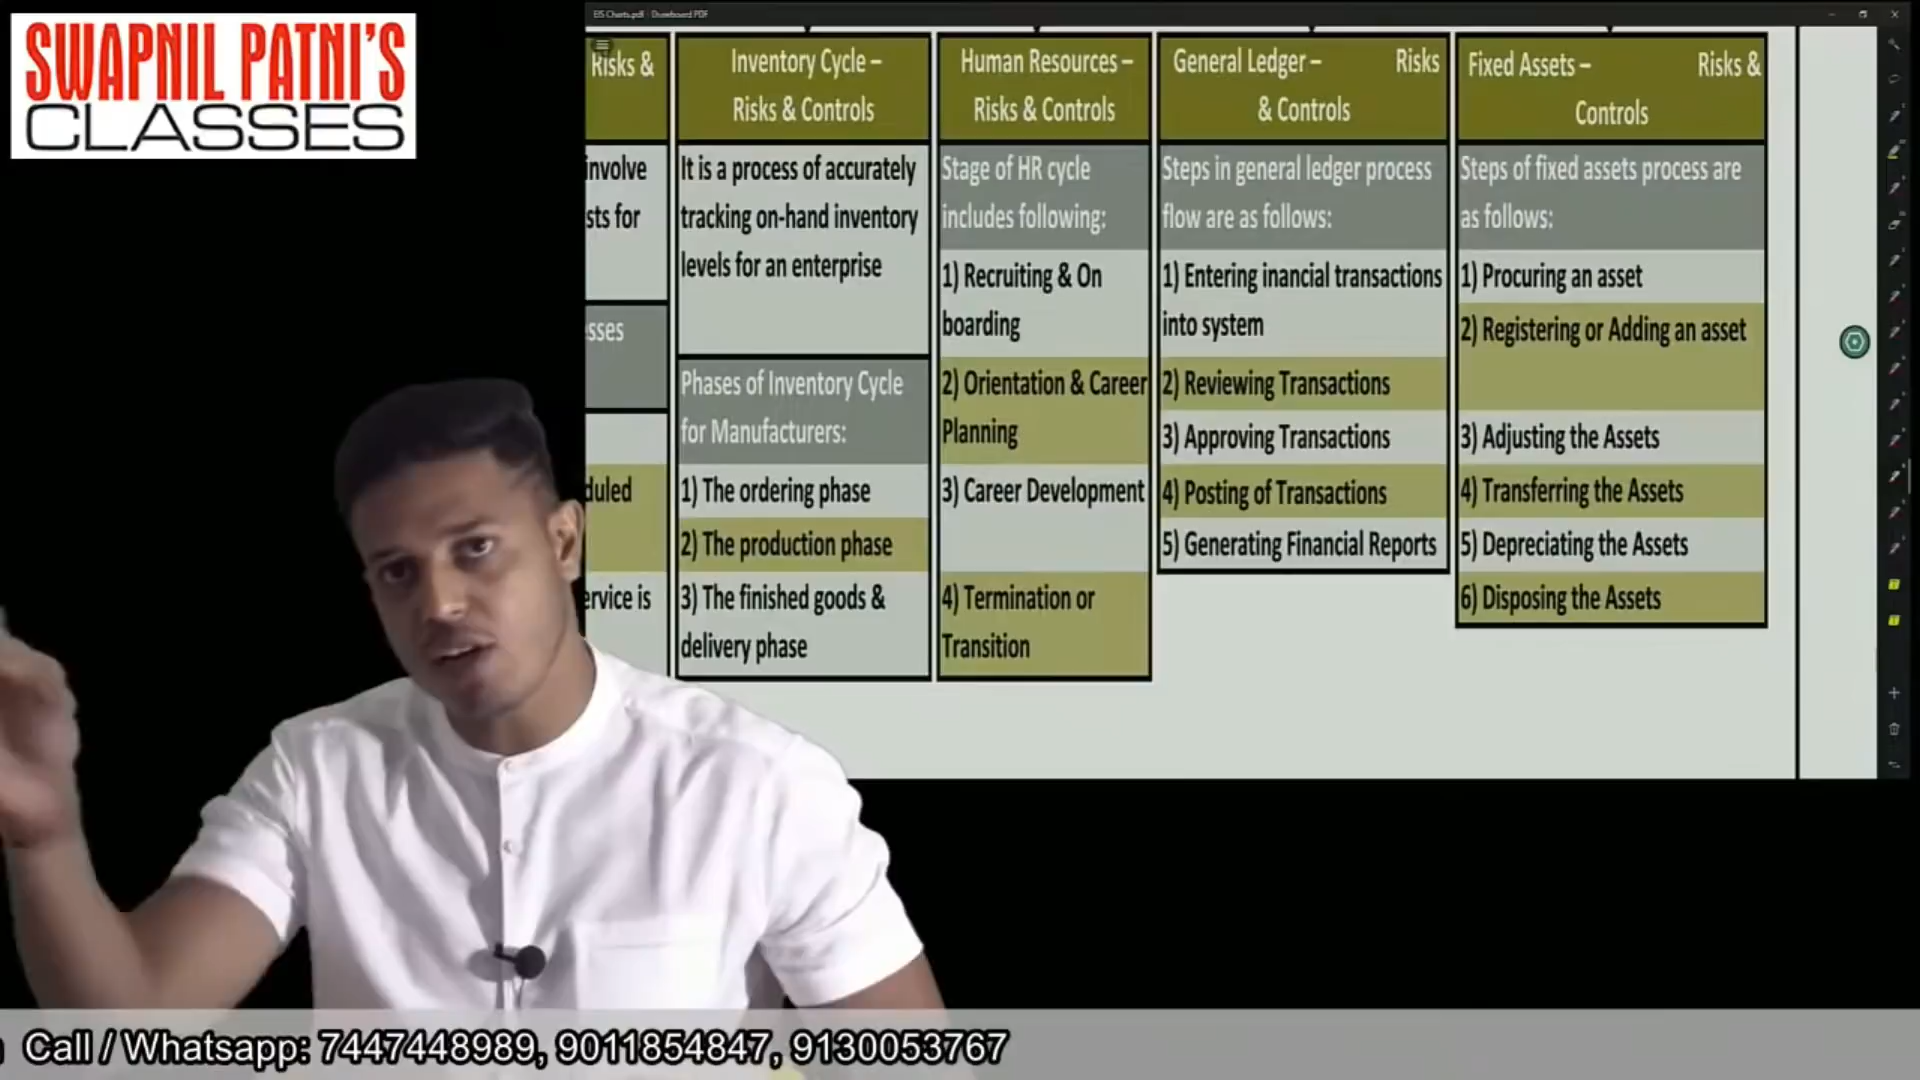 SWAPNIL PATNI'S
CLASSES
EIS Charts.pdf - Drawboard PDF
Risks &
involve
sts for
sses
duled
ervice is
Inventory Cycle –
Risks & Controls
It is a process of accurately
tracking on-hand inventory
levels for an enterprise
Phases of Inventory Cycle
for Manufacturers:
1) The ordering phase
2) The production phase
3) The finished goods &
delivery phase
Human Resources –
Risks & Controls
Stage of HR cycle
includes following:
1) Recruiting & On
boarding
2) Orientation & Career
Planning
3) Career Development
4) Termination or
Transition
General Ledger – Risks
& Controls
Steps in general ledger process
flow are as follows:
1) Entering inancial transactions
into system
2) Reviewing Transactions
3) Approving Transactions
4) Posting of Transactions
5) Generating Financial Reports
Fixed Assets – Risks &
Controls
Steps of fixed assets process are
as follows:
1) Procuring an asset
2) Registering or Adding an asset
3) Adjusting the Assets
4) Transferring the Assets
5) Depreciating the Assets
6) Disposing the Assets
Call / Whatsapp: 7447448989, 9011854847, 9130053767